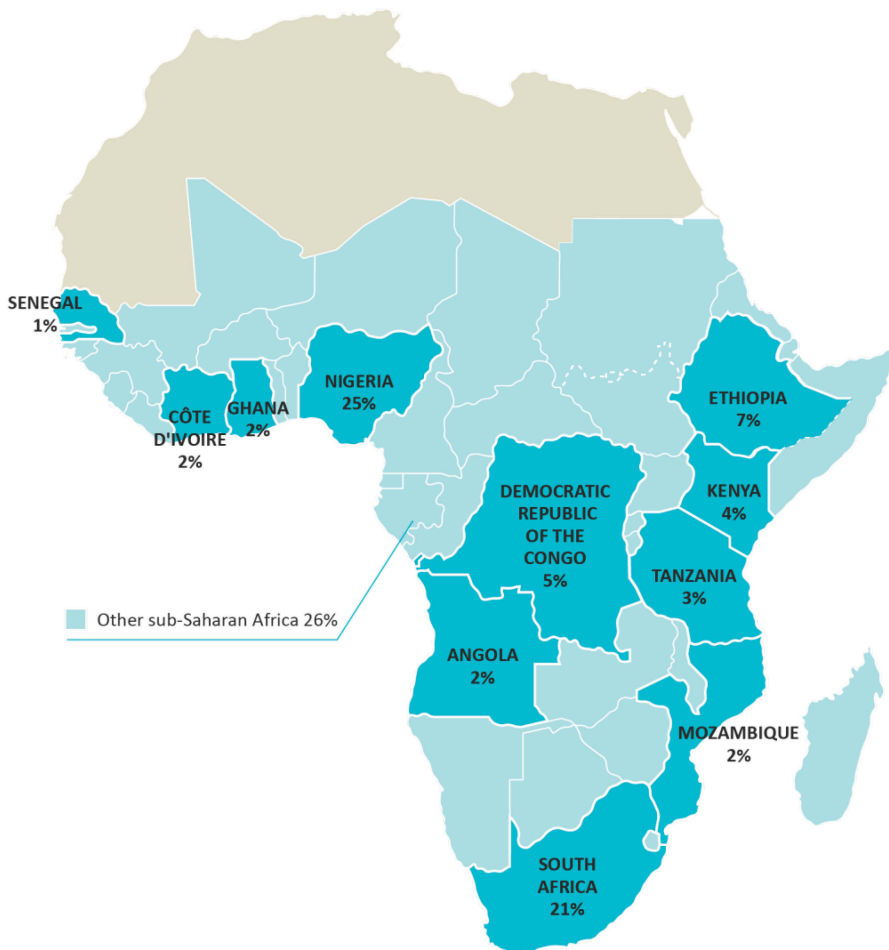 SENEGAL
1%
CÔTE
D'IVOIRE
2%
GHANA
2%
NIGERIA
25%
ETHIOPIA
7%
KENYA
4%
DEMOCRATIC
REPUBLIC
OF THE
CONGO
5%
TANZANIA
3%
Other sub-Saharan Africa 26%
ANGOLA
2%
MOZAMBIQUE
2%
SOUTH
AFRICA
21%